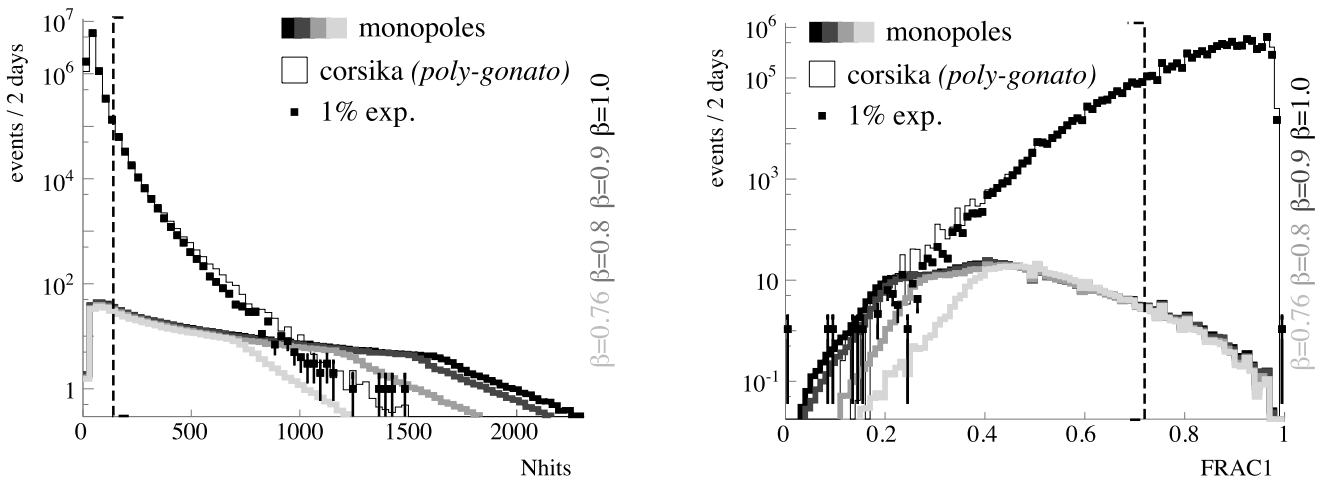 10^7
10^6
10^4
10^2
1
events / 2 days
monopoles
corsika (poly-gonato)
1% exp.
β=0.76 β=0.8 β=0.9 β=1.0
0 500 1000 1500 2000
Nhits
10^6
10^5
10^3
10
10^-1
events / 2 days
monopoles
corsika (poly-gonato)
1% exp.
β=0.76 β=0.8 β=0.9 β=1.0
0 0.2 0.4 0.6 0.8 1
FRAC1